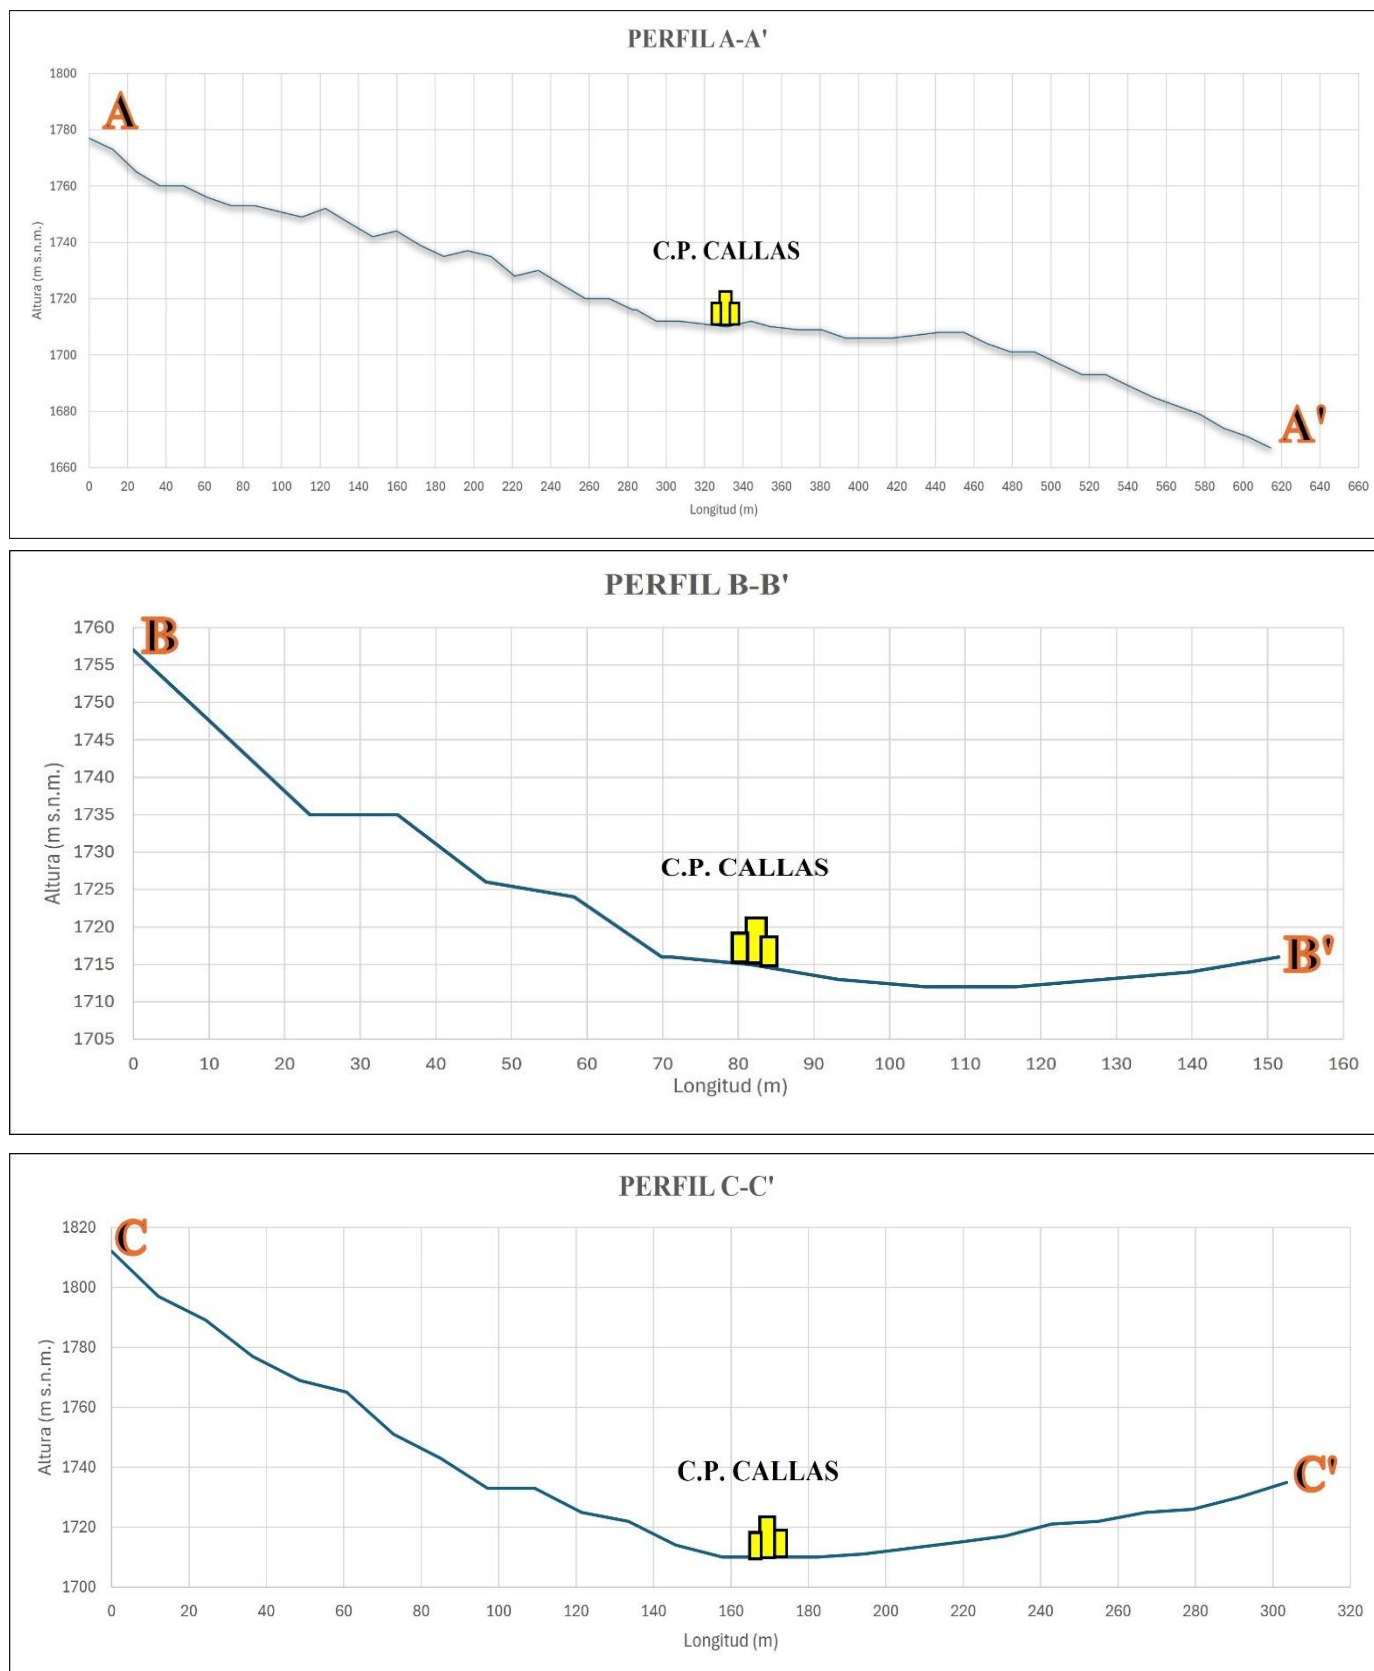 PERFIL A-A'
1800
A
1780
1760
1740
C.P. CALLAS
1720
1700
1680
A'
1660
0 20 40 60 80 100 120 140 160 180 200 220 240 260 280 300 320 340 360 380 400 420 440 460 480 500 520 540 560 580 600 620 640 660
Altura (m s.n.m.)
Longitud (m)
PERFIL B-B'
1760
B
1755
1750
1745
1740
1735
1730
1725
C.P. CALLAS
1720
1715
B'
1710
1705
0 10 20 30 40 50 60 70 80 90 100 110 120 130 140 150 160
Altura (m s.n.m.)
Longitud (m)
PERFIL C-C'
1820
C
1800
1780
1760
1740
C.P. CALLAS
C'
1720
1700
0 20 40 60 80 100 120 140 160 180 200 220 240 260 280 300 320
Altura (m s.n.m.)
Longitud (m)